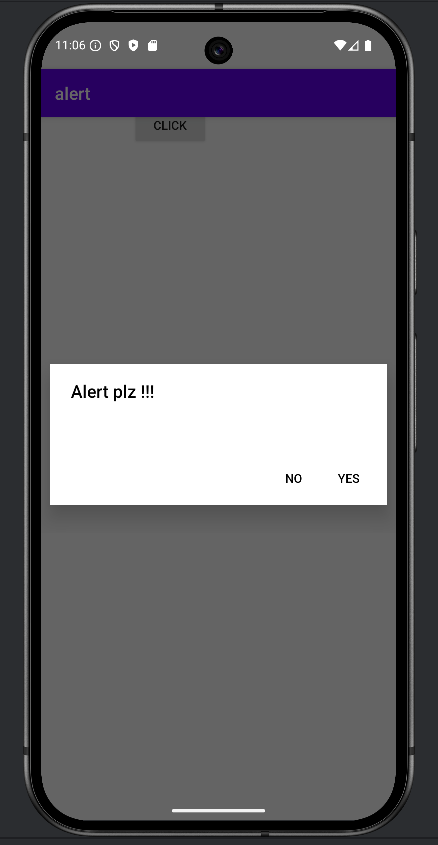 11:06
alert
CLICK
Alert plz !!!
NO YES